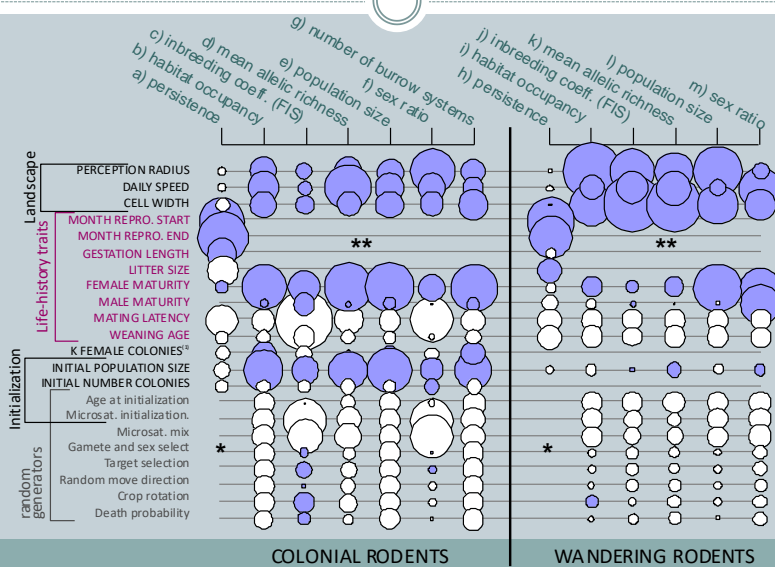 a) persistence
b) habitat occupancy
c) inbreeding coeff. (FIS)
d) mean allelic richness
e) population size
f) sex ratio
g) number of burrow systems
h) persistence
i) habitat occupancy
j) inbreeding coeff. (FIS)
k) mean allelic richness
l) population size
m) sex ratio
Landscape
PERCEPTION RADIUS
DAILY SPEED
CELL WIDTH
Life-history traits
MONTH REPRO. START
MONTH REPRO. END
** **
GESTATION LENGTH
LITTER SIZE
FEMALE MATURITY
MALE MATURITY
MATING LATENCY
WEANING AGE
Initialization
K FEMALE COLONIES
INITIAL POPULATION SIZE
INITIAL NUMBER COLONIES
random
generators
Age at initialization
Microsat. initialization.
Microsat. mix
Gamete and sex select
* *
Target selection
Random move direction
Crop rotation
Death probability
COLONIAL RODENTS
WANDERING RODENTS